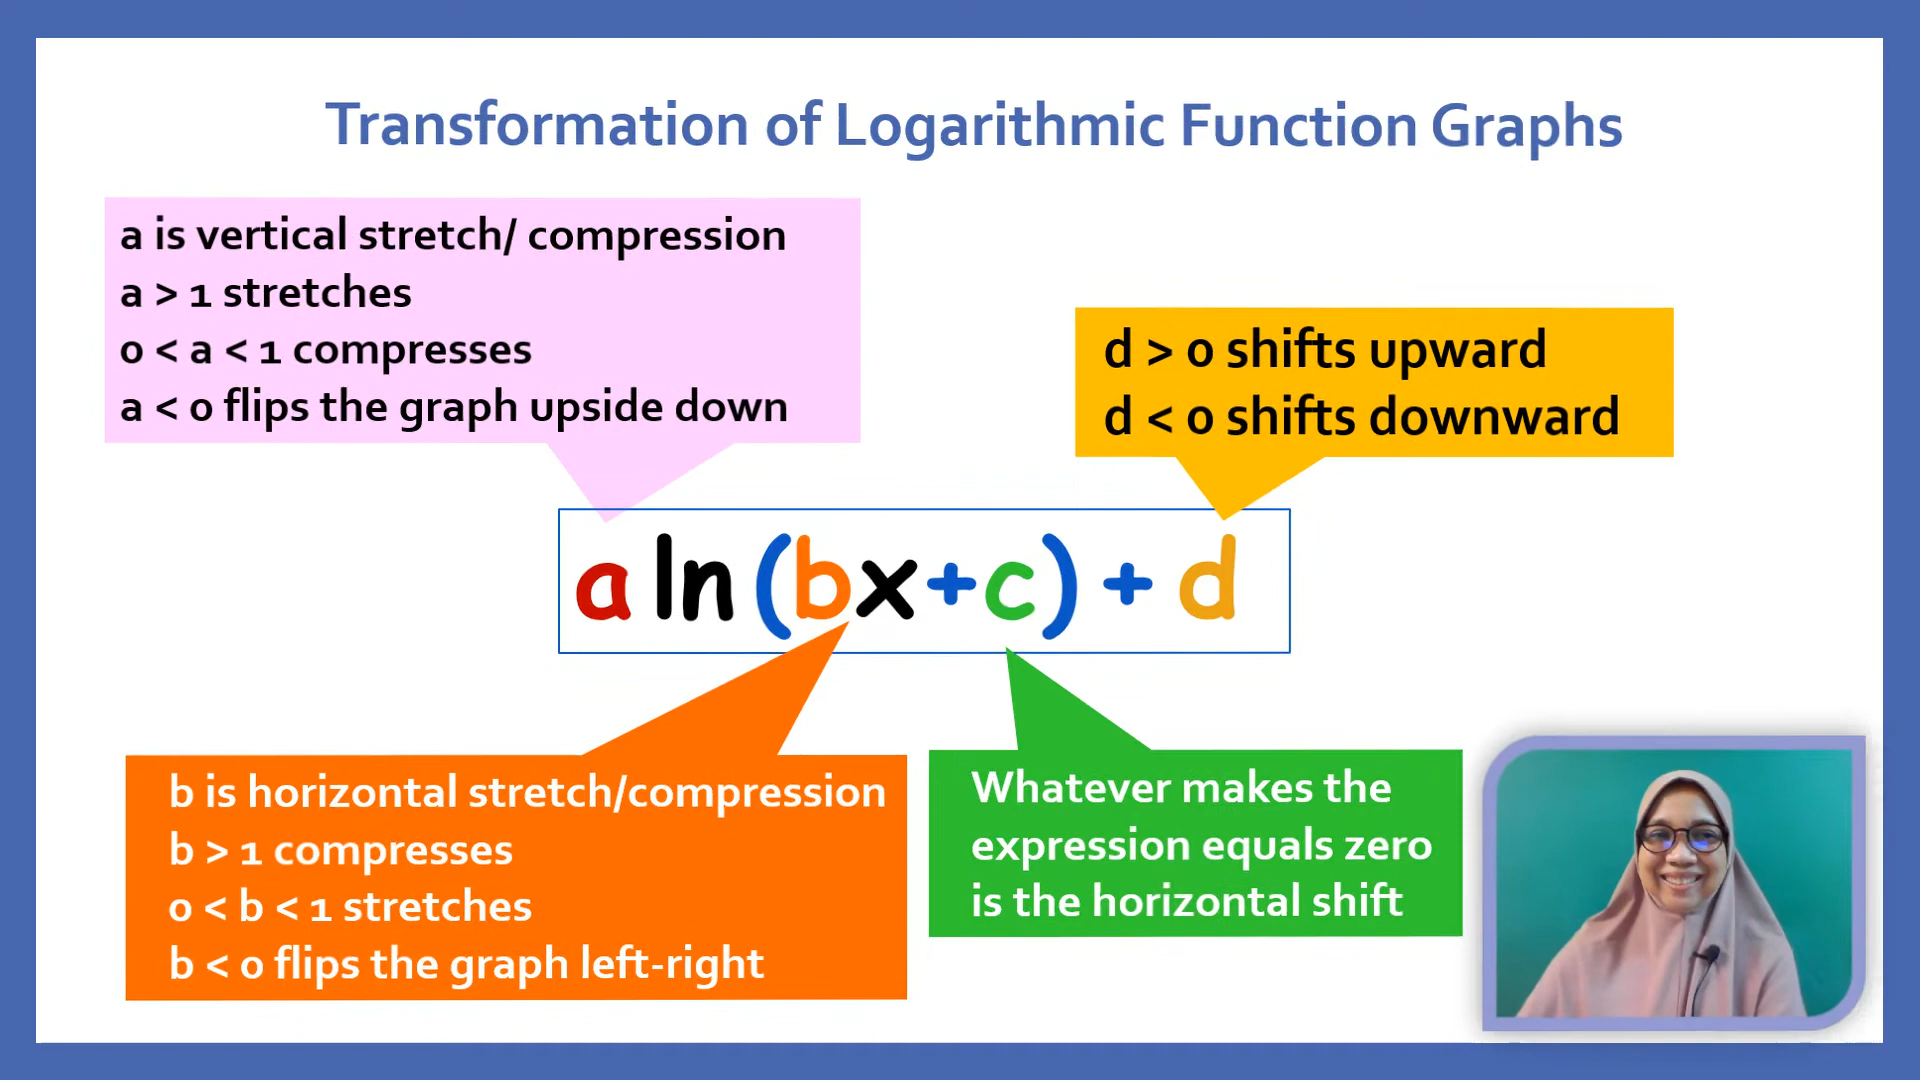 Transformation of Logarithmic Function Graphs
a is vertical stretch/ compression
a > 1 stretches
0 < a < 1 compresses
a < 0 flips the graph upside down
d > 0 shifts upward
d < 0 shifts downward
a ln (bx+c) + d
b is horizontal stretch/compression
b > 1 compresses
0 < b < 1 stretches
b < 0 flips the graph left-right
Whatever makes the
expression equals zero
is the horizontal shift